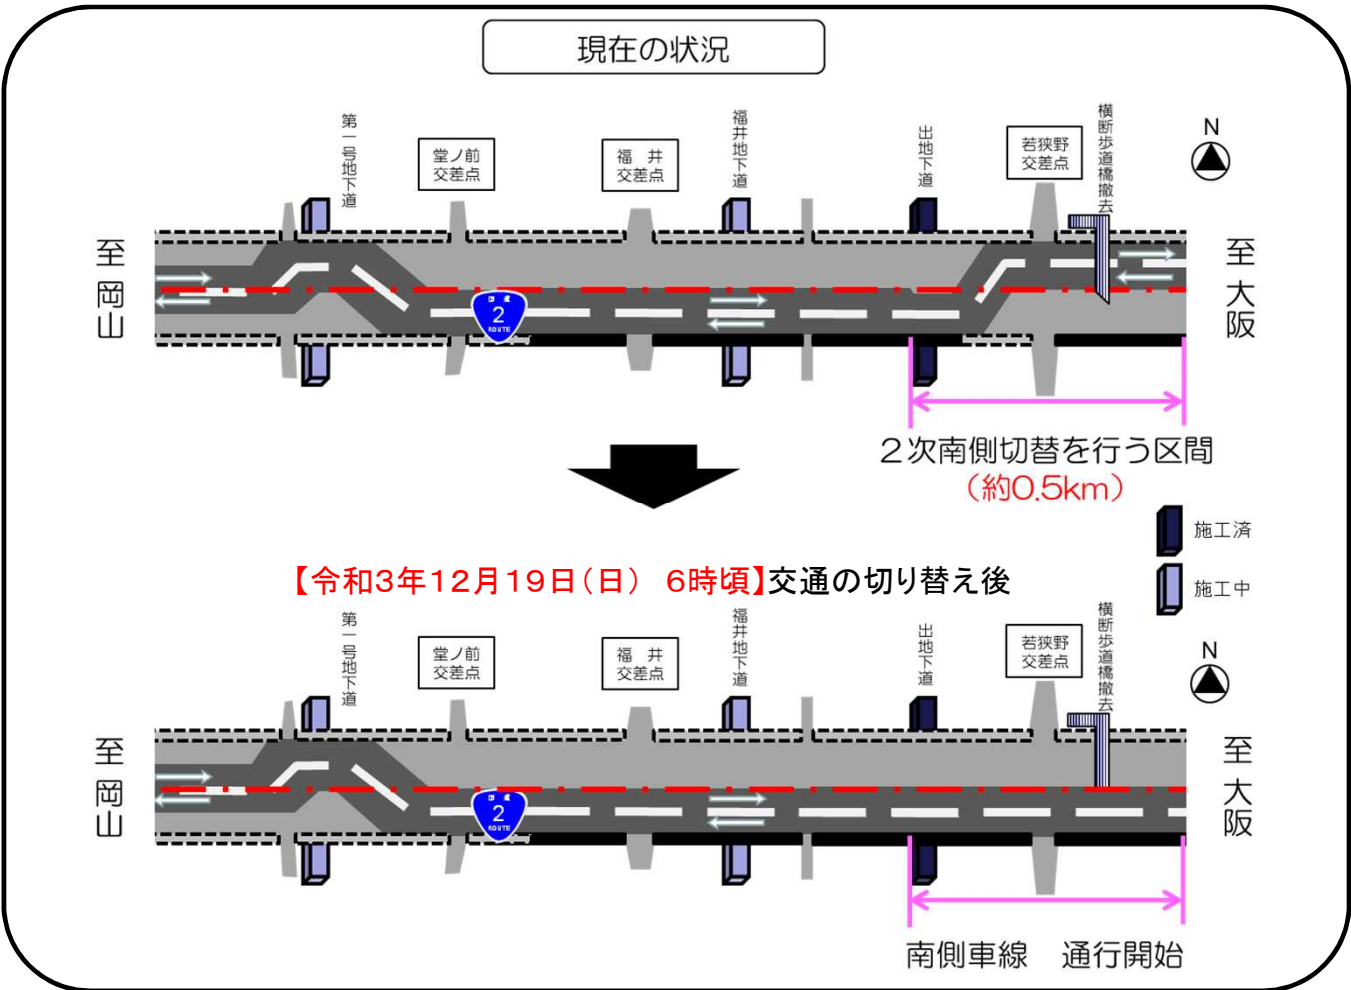 現在の状況
第一号地下道
堂ノ前
交差点
福 井
交差点
福井地下道
出地下道
若狭野
交差点
横断歩道橋撤去
N
至 岡山
至 大阪
国道
2
ROUTE
2次南側切替を行う区間
(約0.5km)
施工済
施工中
【令和3年12月19日(日) 6時頃】交通の切り替え後
第一号地下道
堂ノ前
交差点
福 井
交差点
福井地下道
出地下道
若狭野
交差点
横断歩道橋撤去
N
至 岡山
至 大阪
国道
2
ROUTE
南側車線 通行開始